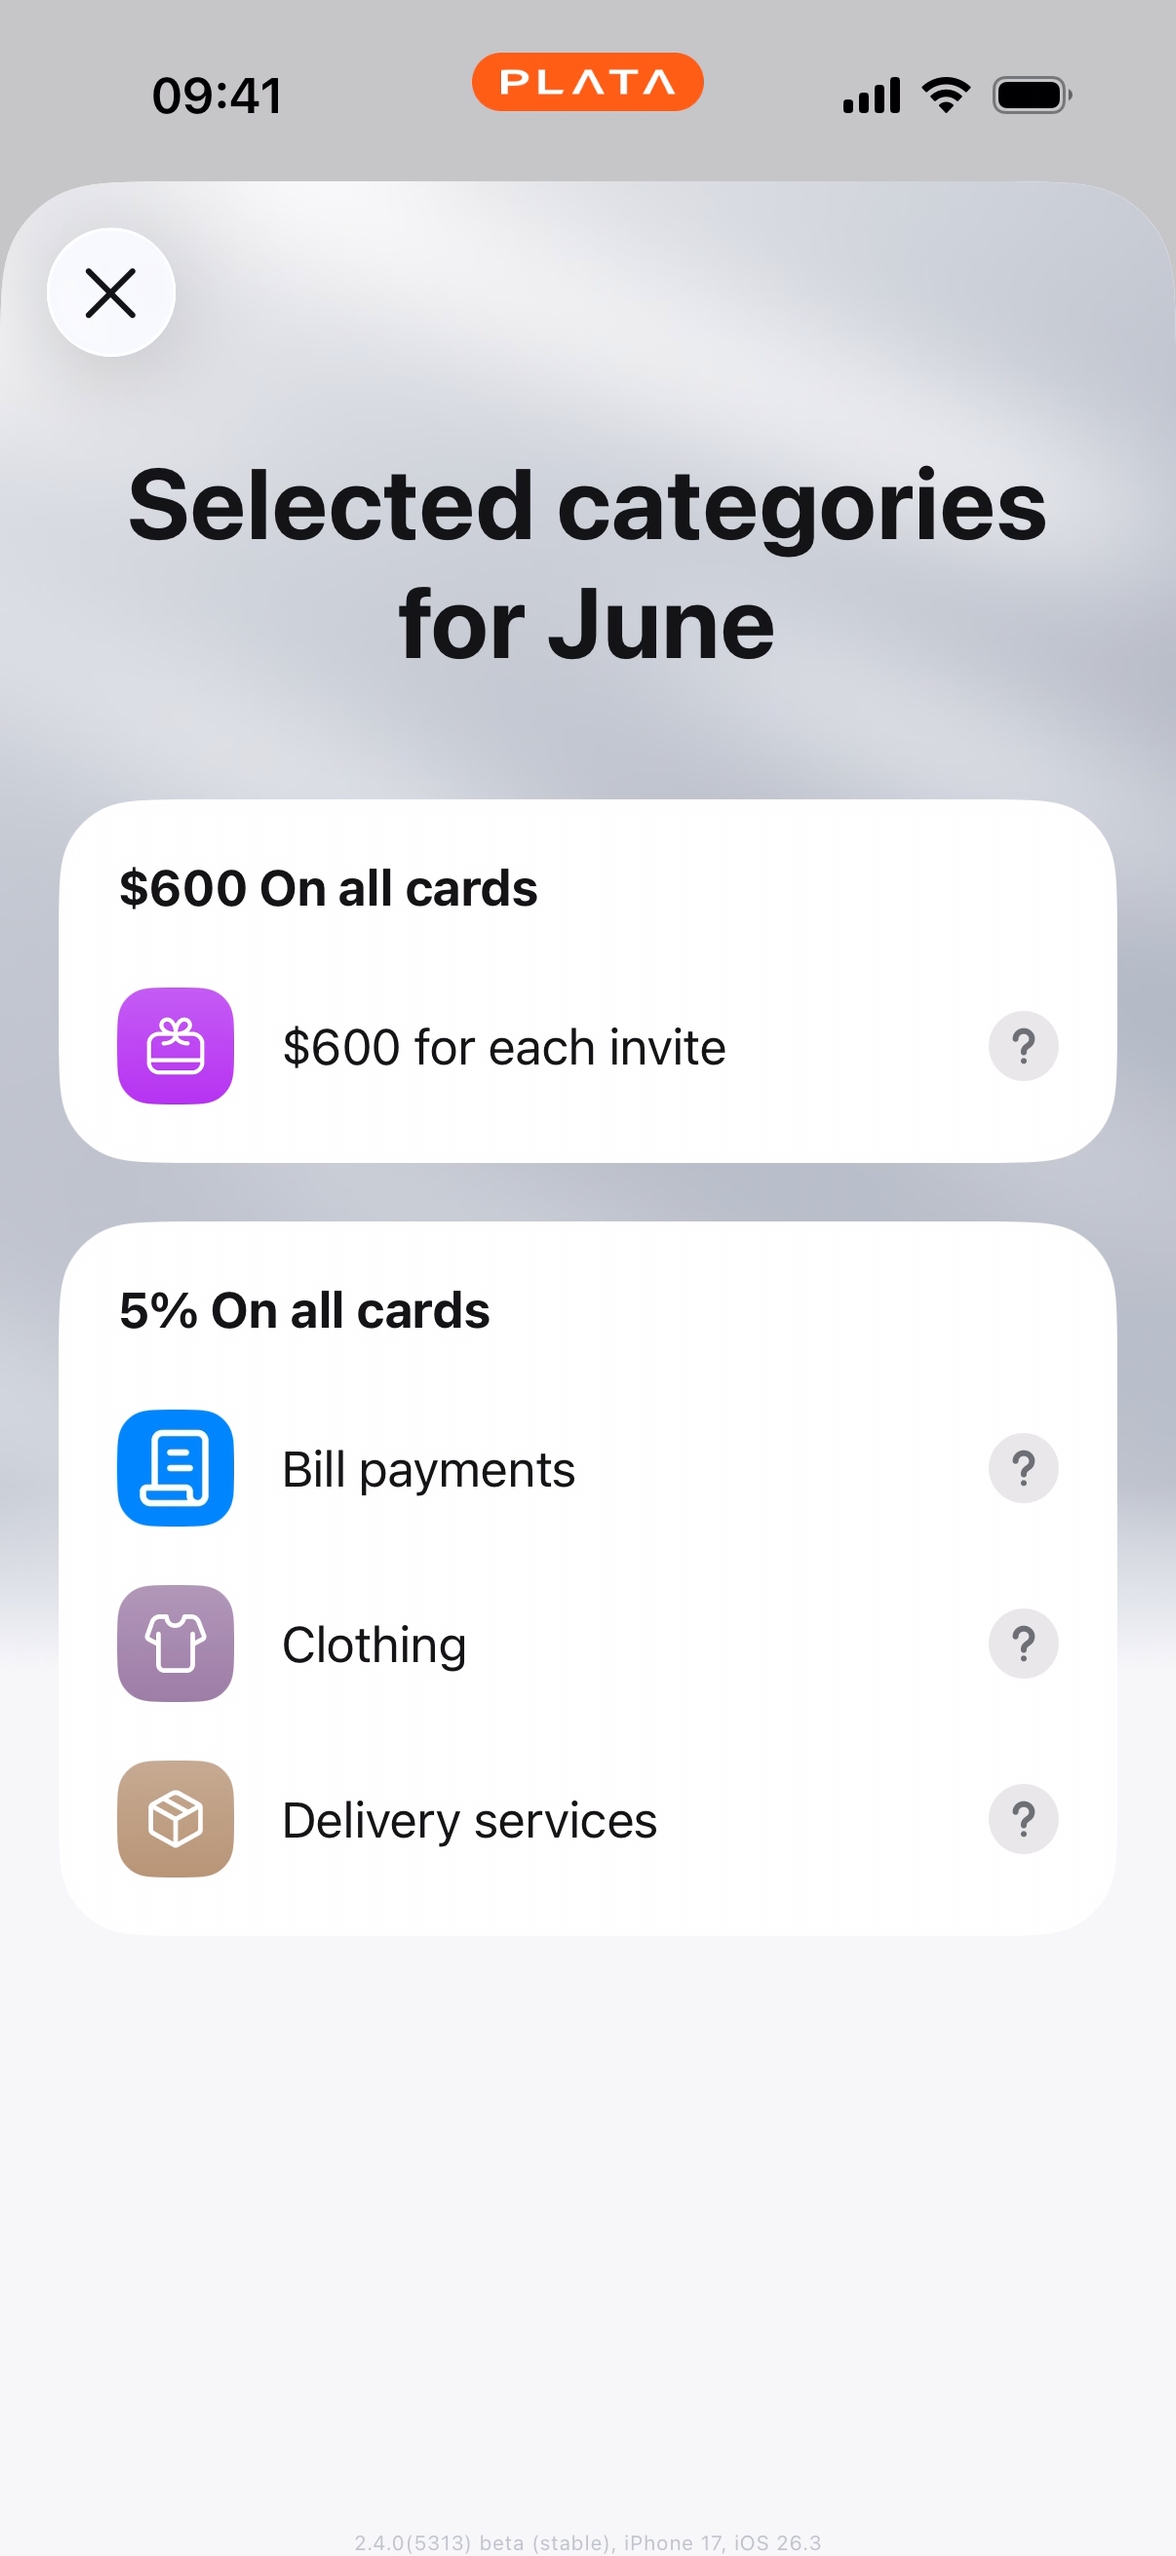 09:41
PLATA
Selected categories
for June
$600 On all cards
$600 for each invite
?
5% On all cards
Bill payments
?
Clothing
?
Delivery services
?
2.4.0(5313) beta (stable), iPhone 17, iOS 26.3